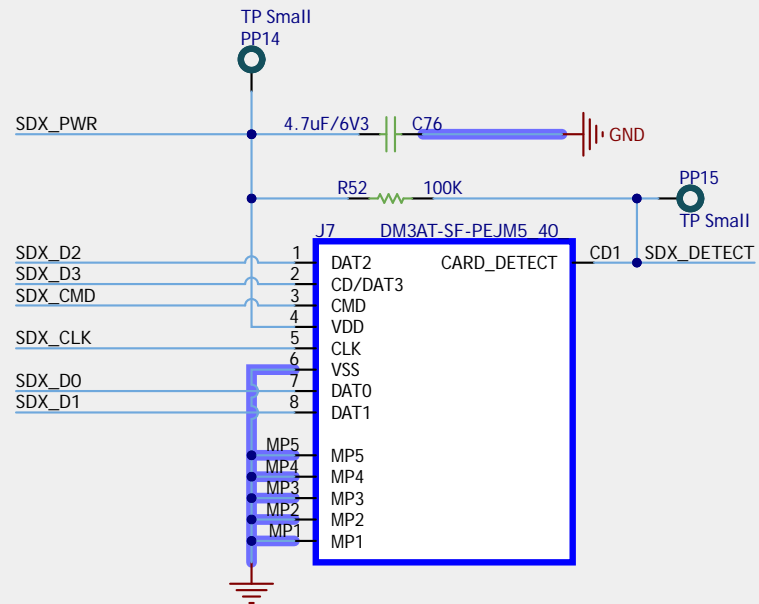 TP Small
PP14
SDX_PWR
4.7uF/6V3
C76
GND
R52
100K
PP15
TP Small
J7
DM3AT-SF-PEJM5_40_
SDX_D2
1
DAT2
CARD_DETECT
CD1
SDX_DETECT
SDX_D3
2
CD/DAT3
SDX_CMD
3
CMD
4
VDD
SDX_CLK
5
CLK
6
VSS
SDX_D0
7
DAT0
SDX_D1
8
DAT1
MP5
MP5
MP4
MP4
MP3
MP3
MP2
MP2
MP1
MP1